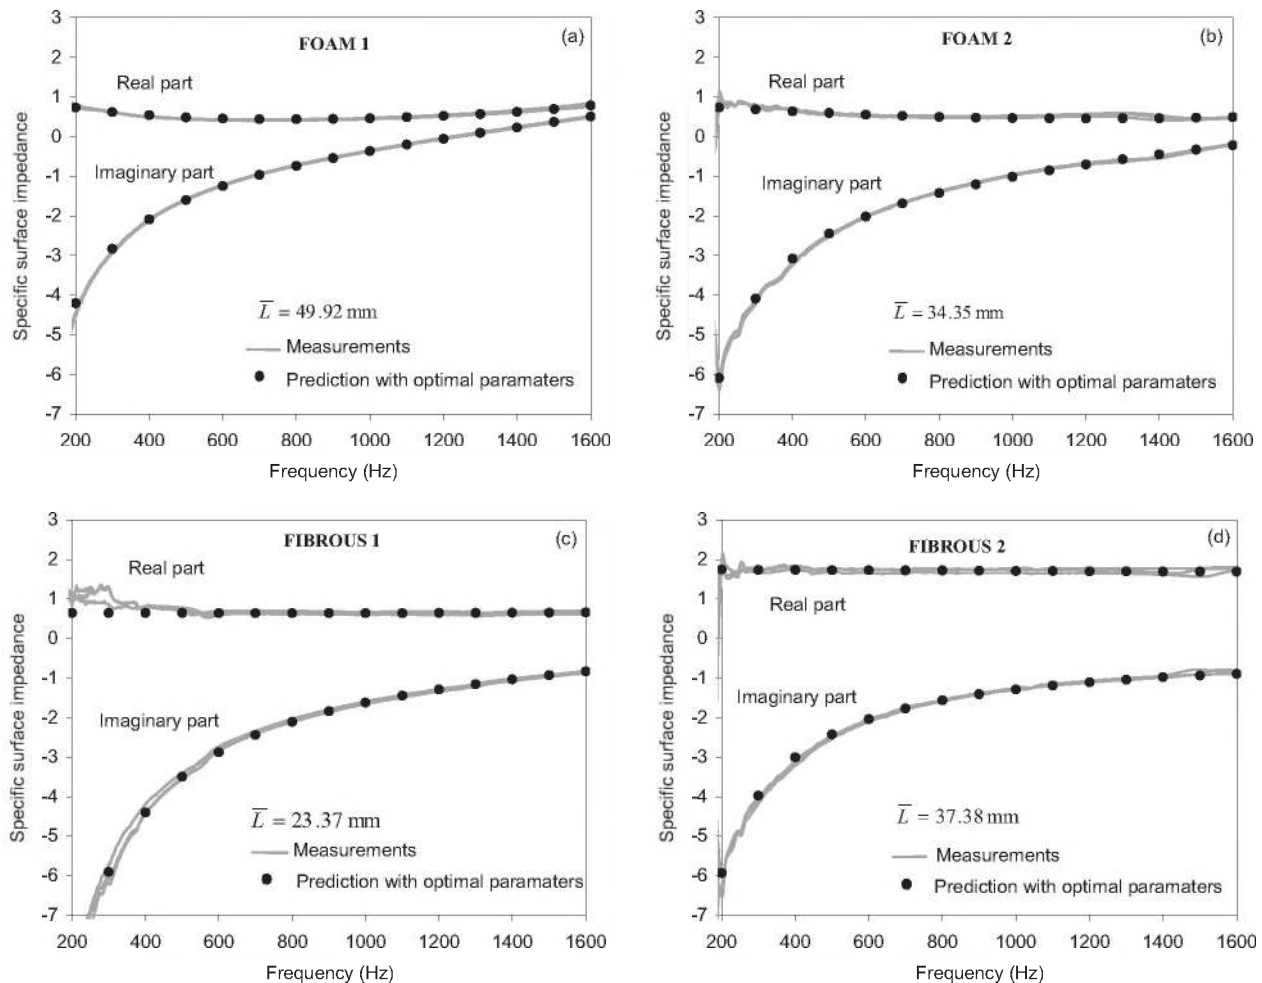 3
2
1
0
-1
-2
-3
-4
-5
-6
-7
Specific surface impedance
FOAM 1
(a)
Real part
Imaginary part
L = 49.92 mm
Measurements
Prediction with optimal paramaters
200 400 600 800 1000 1200 1400 1600
Frequency (Hz)
3
2
1
0
-1
-2
-3
-4
-5
-6
-7
Specific surface impedance
FOAM 2
(b)
Real part
Imaginary part
L = 34.35 mm
Measurements
Prediction with optimal paramaters
200 400 600 800 1000 1200 1400 1600
Frequency (Hz)
3
2
1
0
-1
-2
-3
-4
-5
-6
-7
Specific surface impedance
FIBROUS 1
(c)
Real part
Imaginary part
L = 23.37 mm
Measurements
Prediction with optimal paramaters
200 400 600 800 1000 1200 1400 1600
Frequency (Hz)
3
2
1
0
-1
-2
-3
-4
-5
-6
-7
Specific surface impedance
FIBROUS 2
(d)
Real part
Imaginary part
L = 37.38 mm
Measurements
Prediction with optimal paramaters
200 400 600 800 1000 1200 1400 1600
Frequency (Hz)